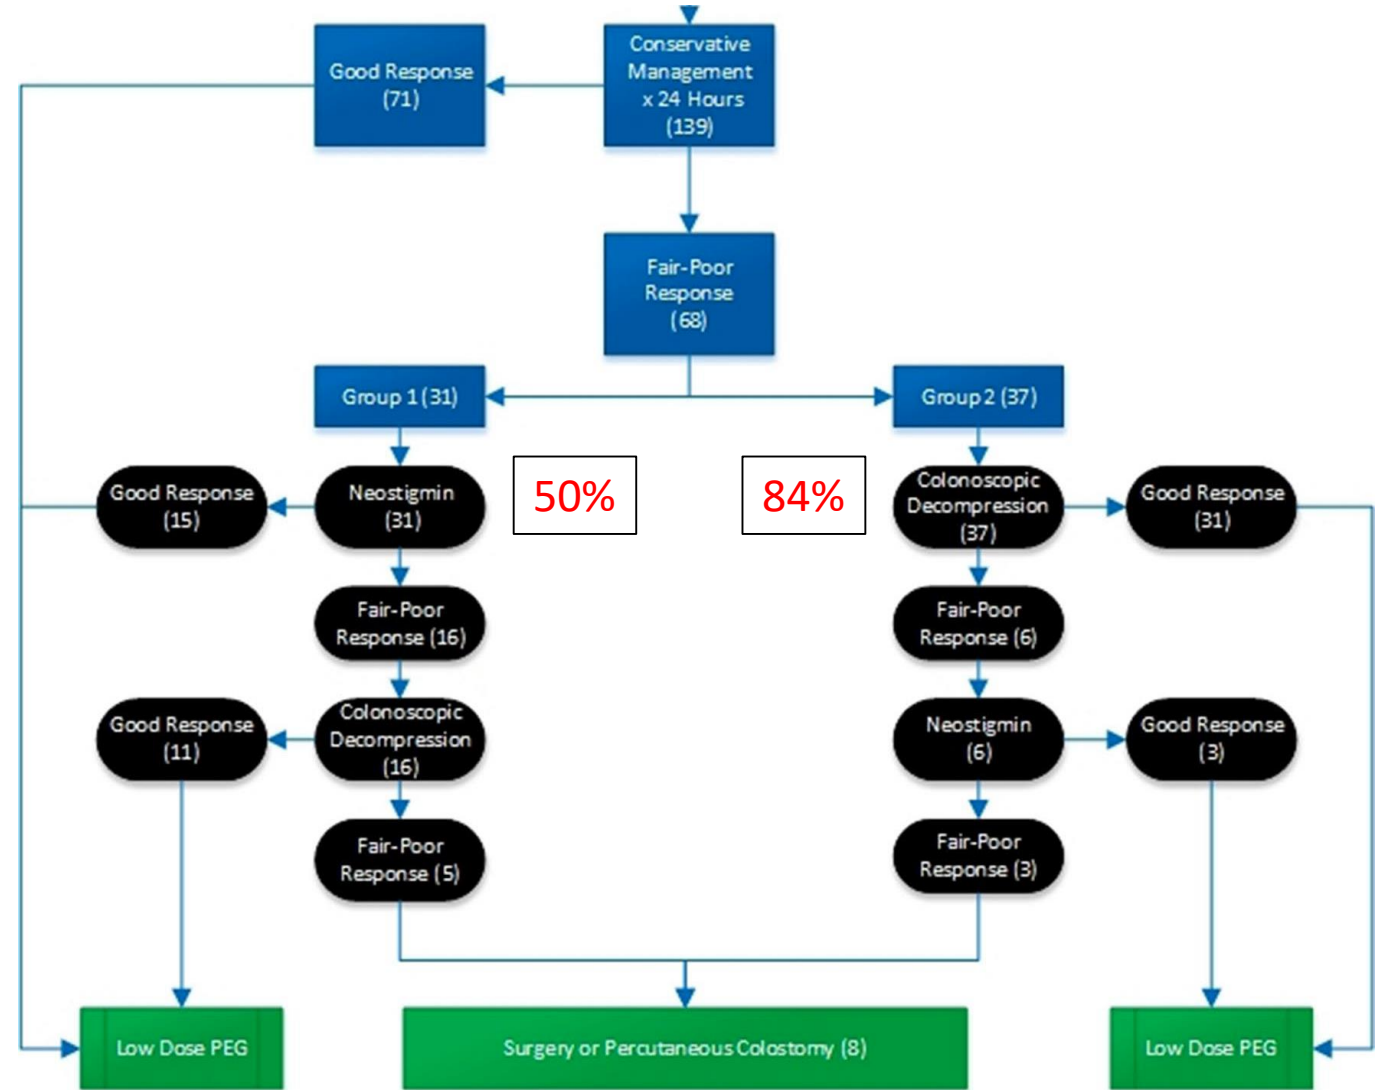 Conservative
Management
x 24 Hours
(139)
Good Response
(71)
Fair-Poor
Response
(68)
Group 1 (31)
Group 2 (37)
50%
84%
Good Response
(15)
Neostigmin
(31)
Colonoscopic
Decompression
(37)
Good Response
(31)
Fair-Poor
Response (16)
Fair-Poor
Response (6)
Good Response
(11)
Colonoscopic
Decompression
(16)
Neostigmin
(6)
Good Response
(3)
Fair-Poor
Response (5)
Fair-Poor
Response (3)
Low Dose PEG
Surgery or Percutaneous Colostomy (8)
Low Dose PEG